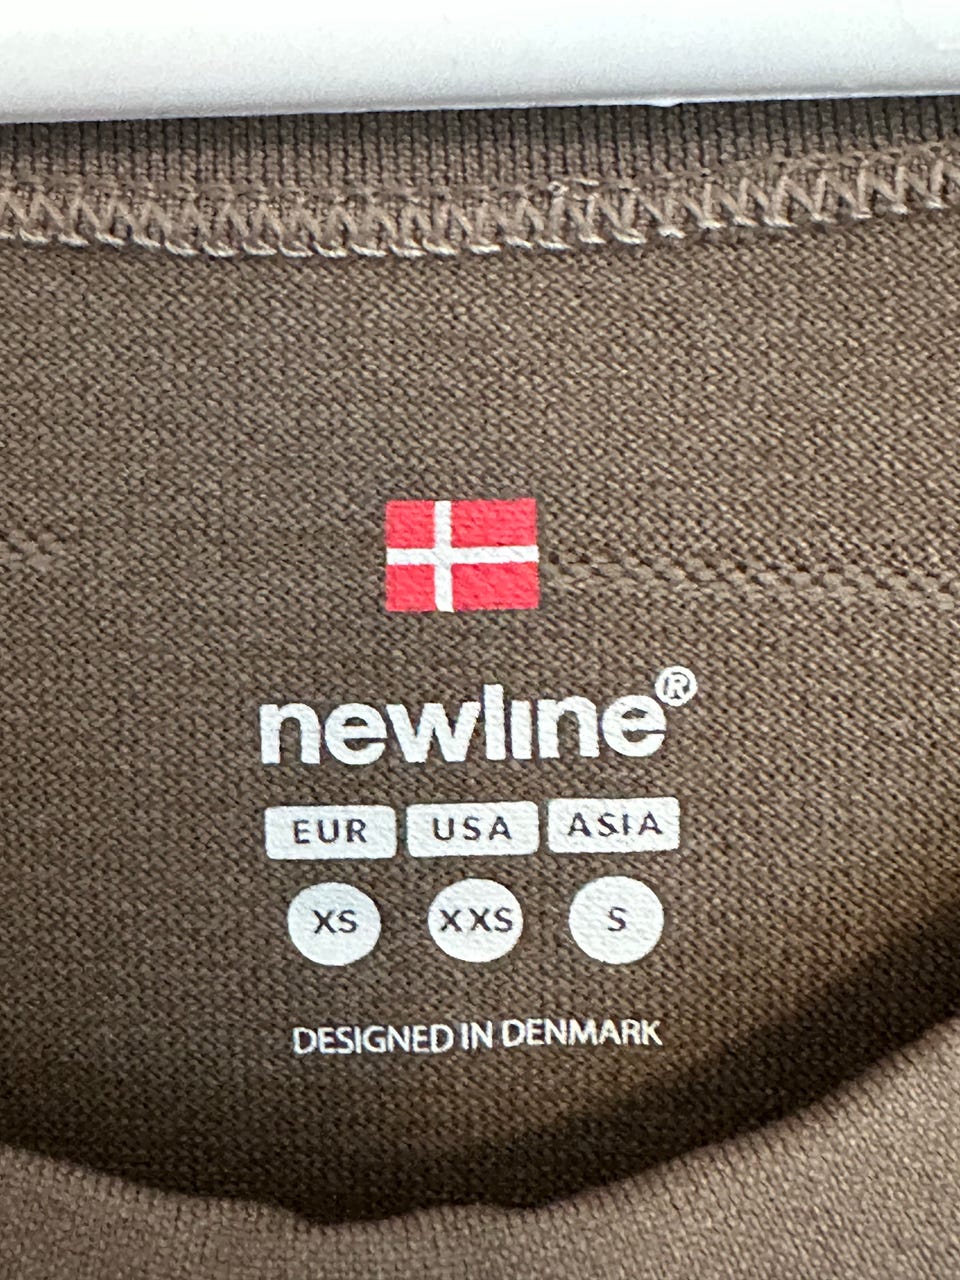 newline®
EUR USA ASIA
XS XXS S
DESIGNED IN DENMARK